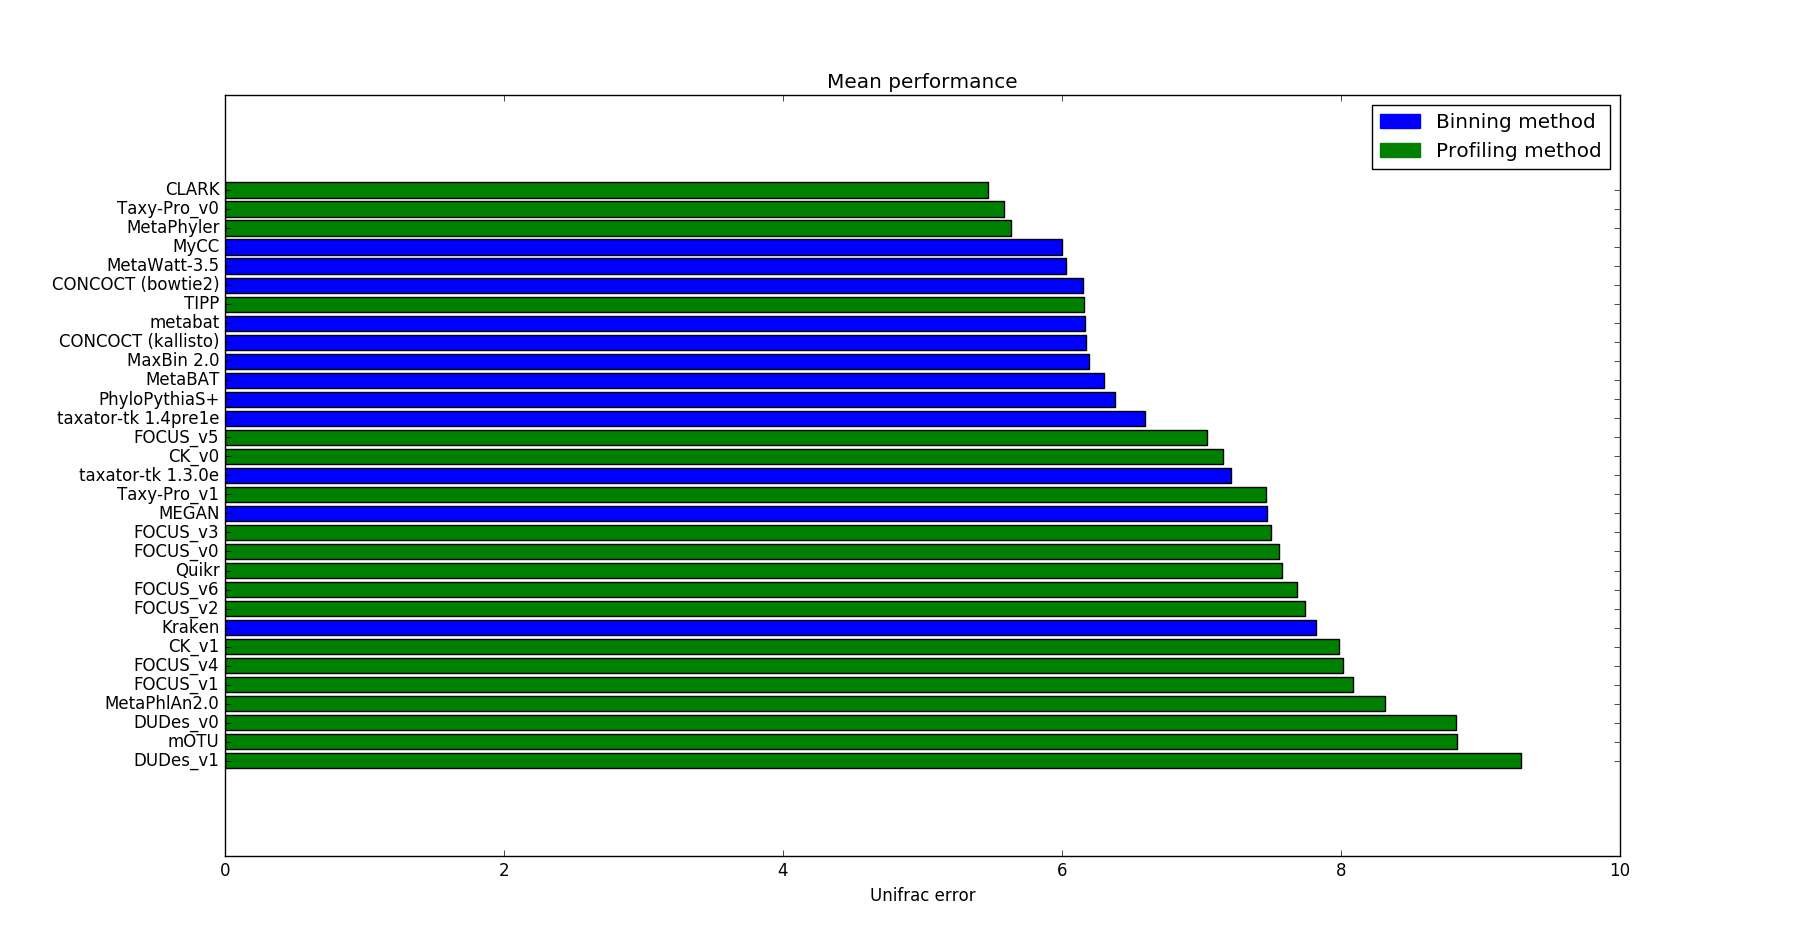 Mean performance
Binning method
Profiling method
CLARK
Taxy-Pro_v0
MetaPhyler
MyCC
MetaWatt-3.5
CONCOCT (bowtie2)
TIPP
metabat
CONCOCT (kallisto)
MaxBin 2.0
MetaBAT
PhyloPythiaS+
taxator-tk 1.4pre1e
FOCUS_v5
CK_v0
taxator-tk 1.3.0e
Taxy-Pro_v1
MEGAN
FOCUS_v3
FOCUS_v0
Quikr
FOCUS_v6
FOCUS_v2
Kraken
CK_v1
FOCUS_v4
FOCUS_v1
MetaPhlAn2.0
DUDes_v0
mOTU
DUDes_v1
0 2 4 6 8 10
Unifrac error